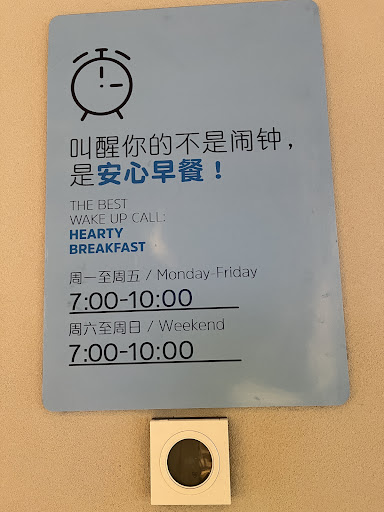 叫醒你的不是闹钟，
是安心早餐！
THE BEST
WAKE UP CALL:
HEARTY
BREAKFAST
周一至周五 / Monday-Friday
7:00-10:00
周六至周日 / Weekend
7:00-10:00